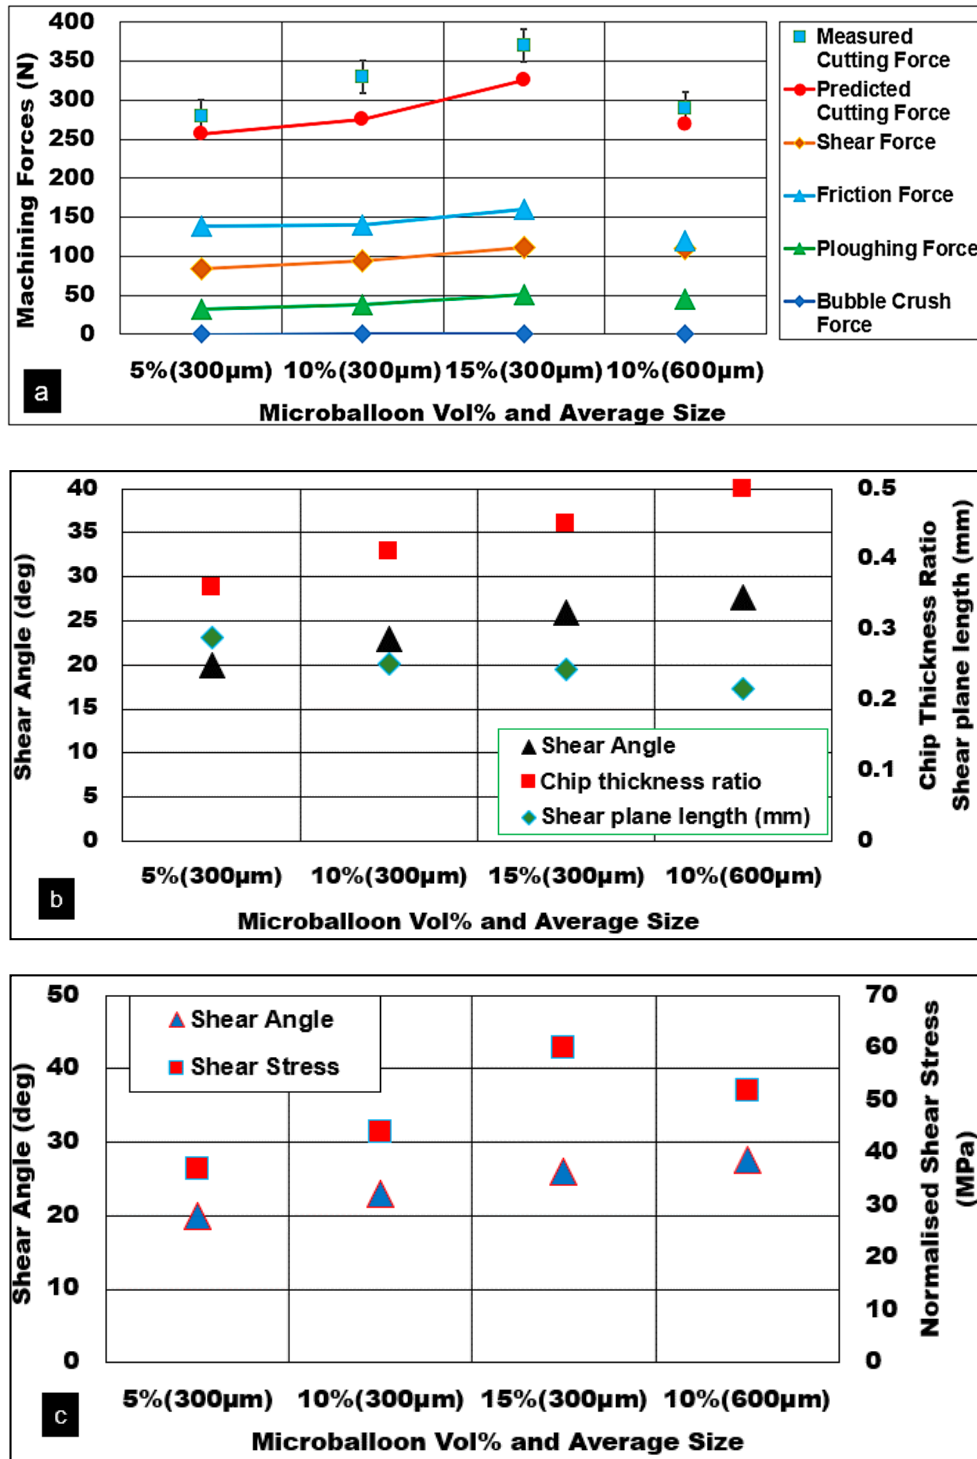 400
350
300
250
200
150
100
50
0
Machining Forces (N)
5%(300µm) 10%(300µm) 15%(300µm) 10%(600µm)
Microballoon Vol% and Average Size
Measured
Cutting Force
Predicted
Cutting Force
Shear Force
Friction Force
Ploughing Force
Bubble Crush
Force
a
40
35
30
25
20
15
10
5
0
Shear Angle (deg)
0.5
0.4
0.3
0.2
0.1
0
Chip Thickness Ratio
Shear plane length (mm)
Shear Angle
Chip thickness ratio
Shear plane length (mm)
5%(300µm) 10%(300µm) 15%(300µm) 10%(600µm)
Microballoon Vol% and Average Size
b
50
40
30
20
10
0
Shear Angle (deg)
Shear Angle
Shear Stress
70
60
50
40
30
20
10
0
Normalised Shear Stress
(MPa)
5%(300µm) 10%(300µm) 15%(300µm) 10%(600µm)
Microballoon Vol% and Average Size
c